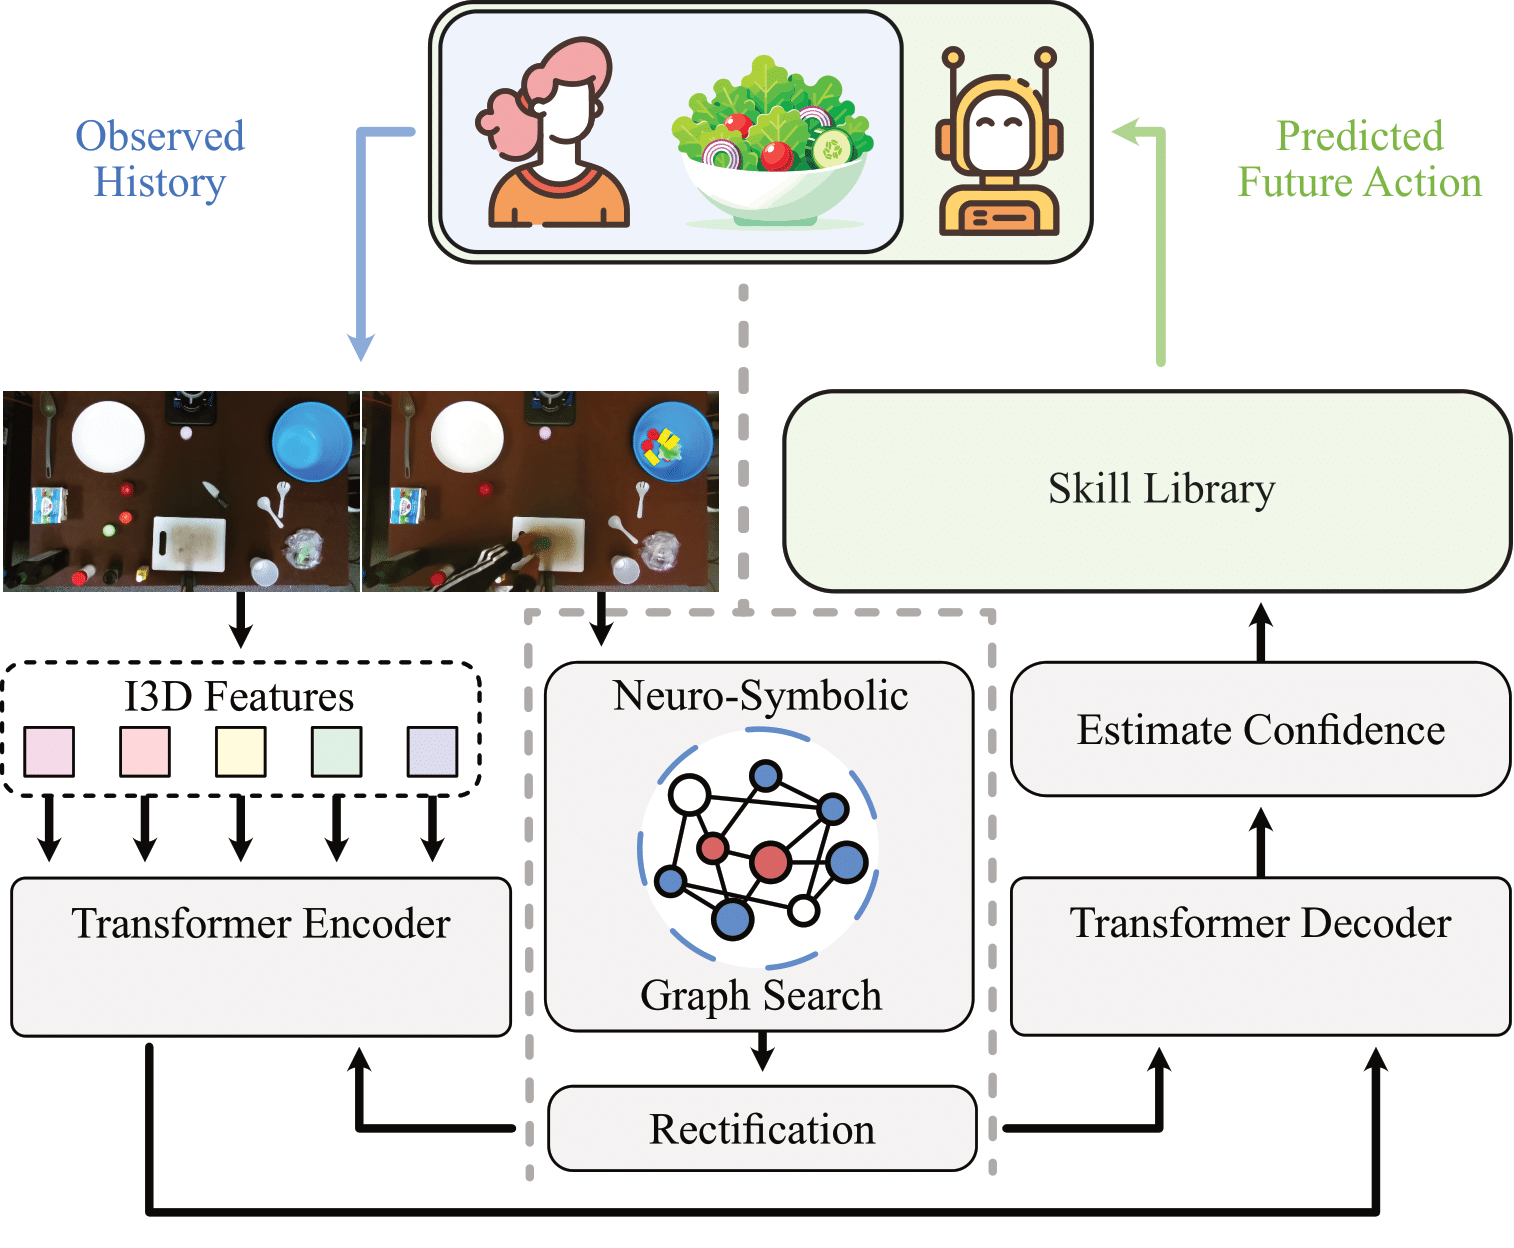 Observed
History
Predicted
Future Action
Skill Library
I3D Features
Neuro-Symbolic
Graph Search
Estimate Confidence
Transformer Encoder
Transformer Decoder
Rectification